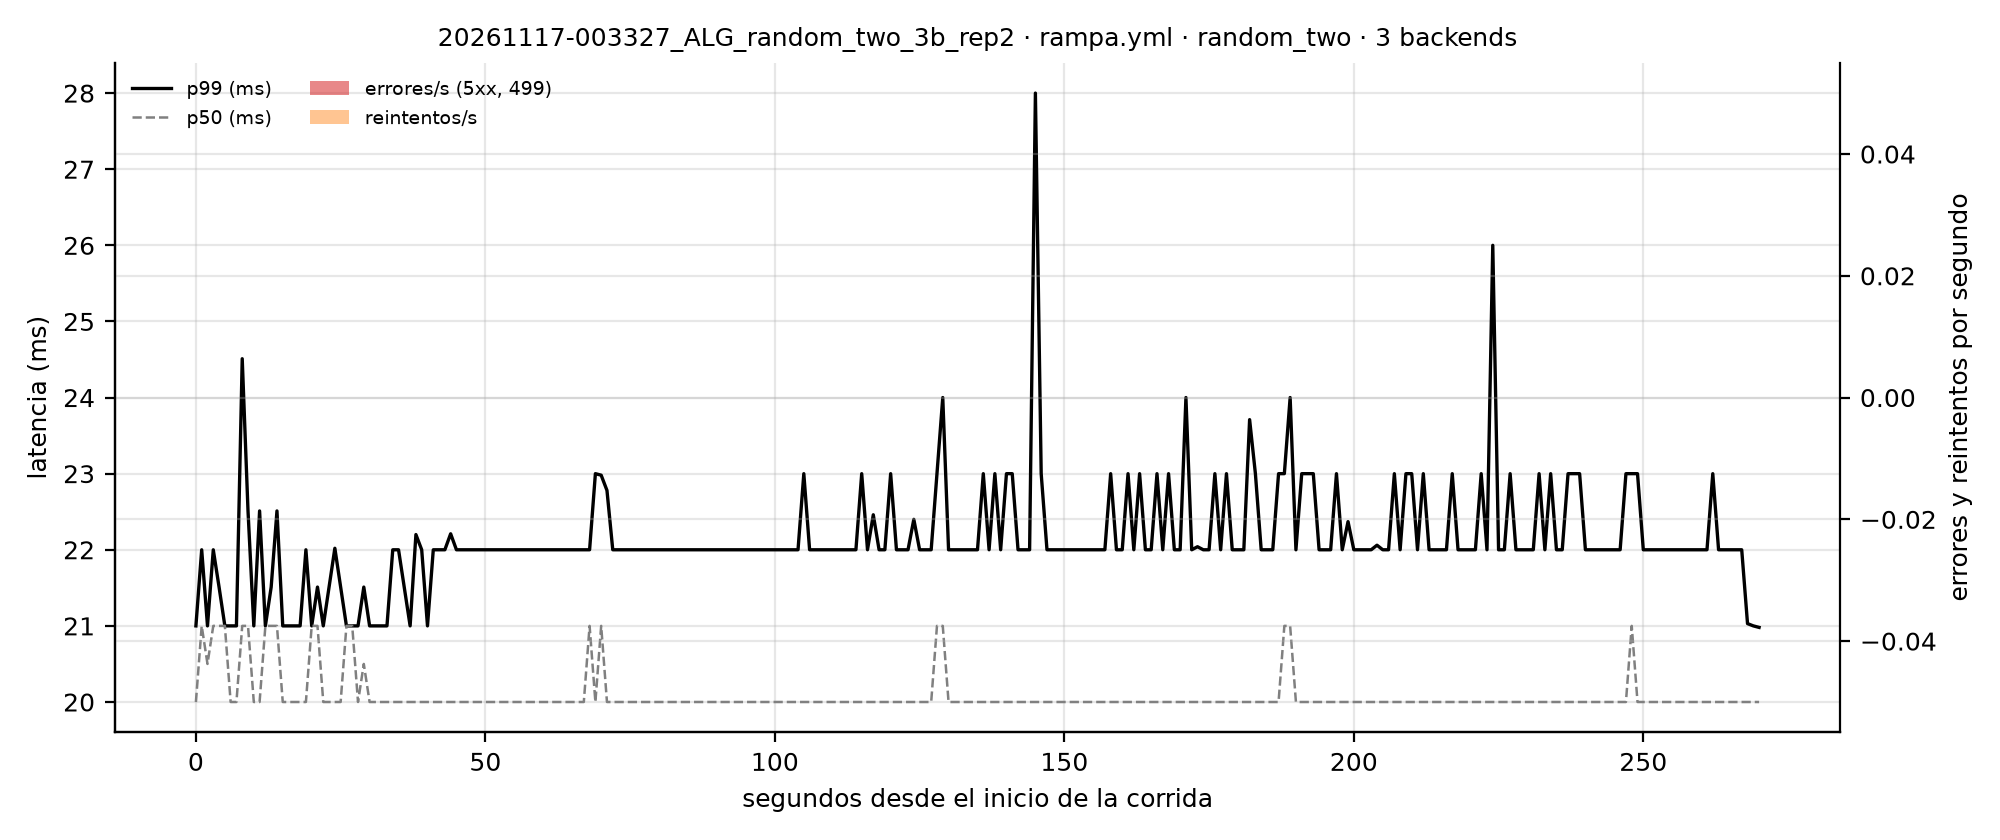 20261117-003327_ALG_random_two_3b_rep2 · rampa.yml · random_two · 3 backends
p99 (ms)
p50 (ms)
errores/s (5xx, 499)
reintentos/s
latencia (ms)
28
27
26
25
24
23
22
21
20
0.04
0.02
0.00
−0.02
−0.04
errores y reintentos por segundo
0 50 100 150 200 250
segundos desde el inicio de la corrida